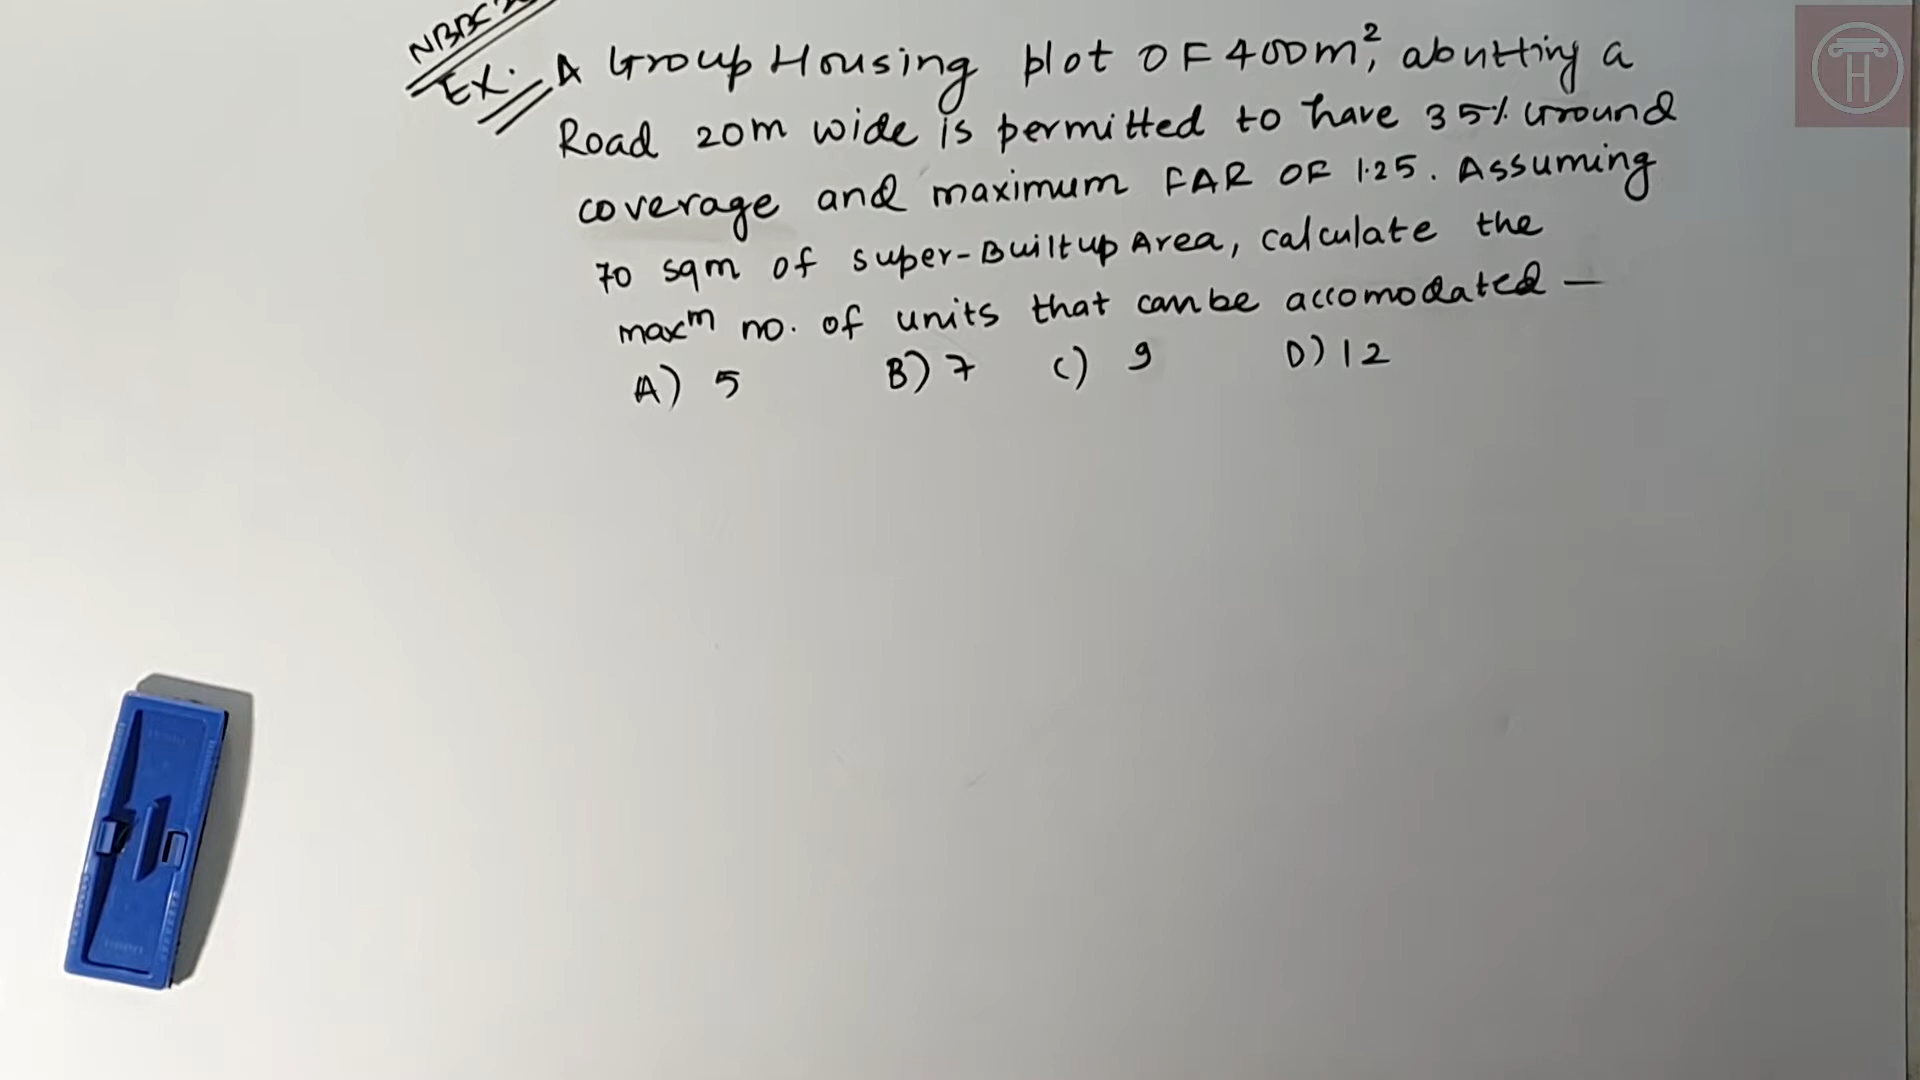 NBBC
EX. A Group Housing plot OF 400m², abutting a
Road 20m wide is permitted to have 35% Ground
coverage and maximum FAR OF 1.25. Assuming
70 sqm of super-Builtup Area, calculate the
maxᵐ no. of units that can be accomodated —
A) 5 B) 7 C) 9 D) 12